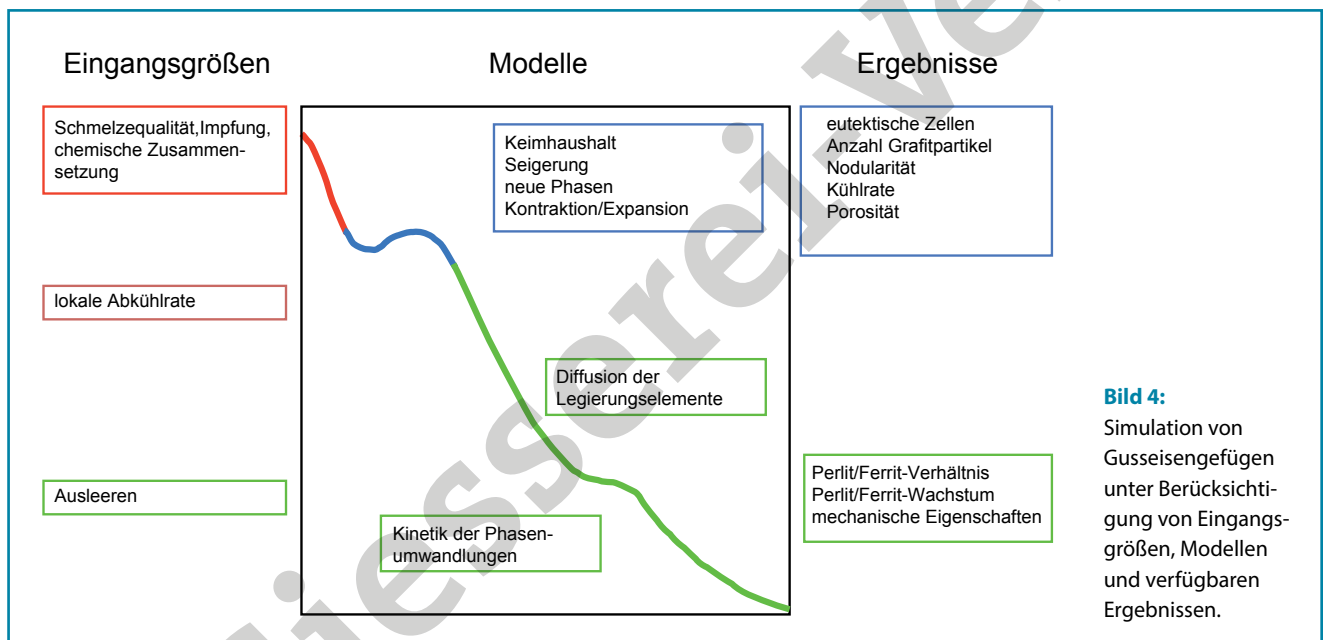 Eingangsgrößen
Modelle
Ergebnisse
Schmelzequalität,Impfung,
chemische Zusammen-
setzung
lokale Abkühlrate
Ausleeren
Keimhaushalt
Seigerung
neue Phasen
Kontraktion/Expansion
Diffusion der
Legierungselemente
Kinetik der Phasen-
umwandlungen
eutektische Zellen
Anzahl Grafitpartikel
Nodularität
Kühlrate
Porosität
Perlit/Ferrit-Verhältnis
Perlit/Ferrit-Wachstum
mechanische Eigenschaften
Bild 4:
Simulation von
Gusseisengefügen
unter Berücksichti-
gung von Eingangs-
größen, Modellen
und verfügbaren
Ergebnissen.
iesserei-Ve